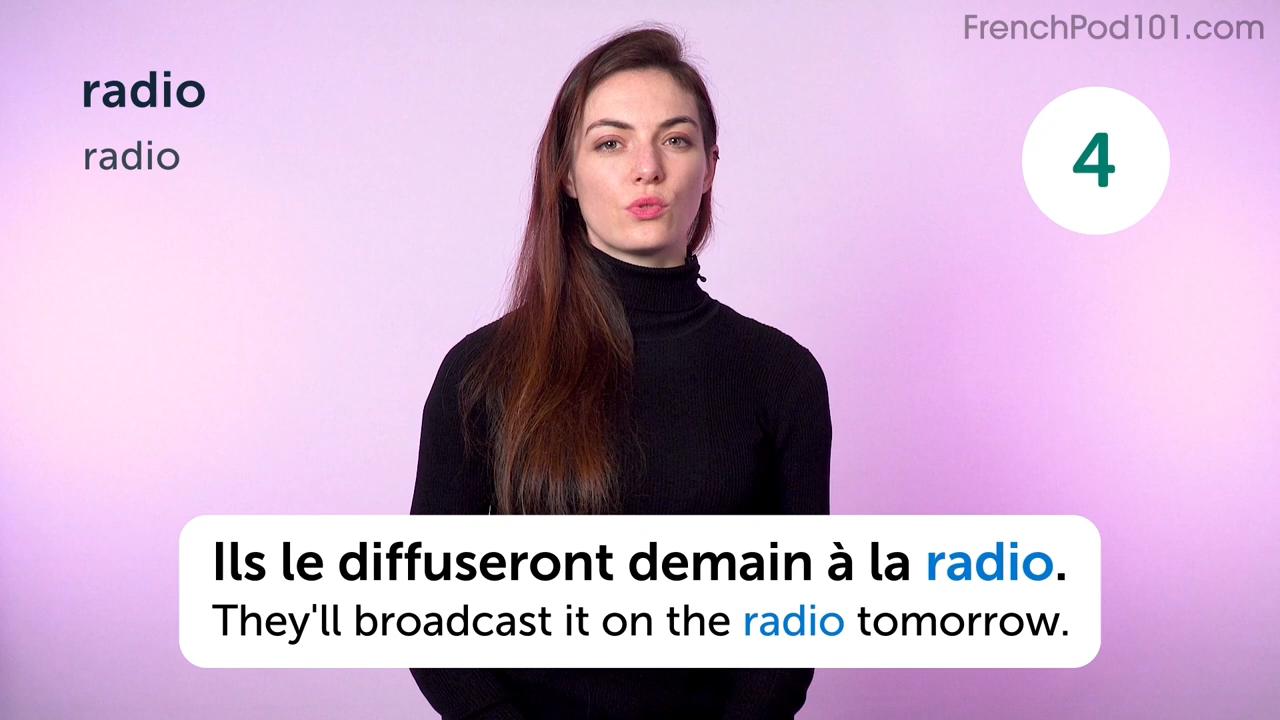 FrenchPod101.com
radio
radio
4
Ils le diffuseront demain à la radio.
They'll broadcast it on the radio tomorrow.